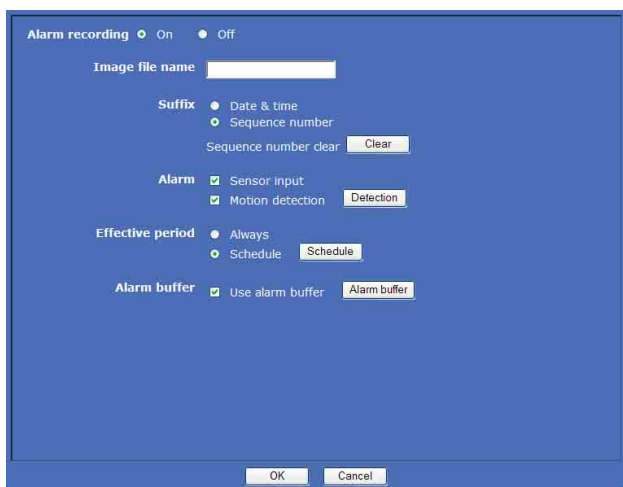 Alarm recording On Off
Image file name
Suffix Date & time
Sequence number
Sequence number clear Clear
Alarm Sensor input
Motion detection Detection
Effective period Always
Schedule Schedule
Alarm buffer Use alarm buffer Alarm buffer
OK Cancel